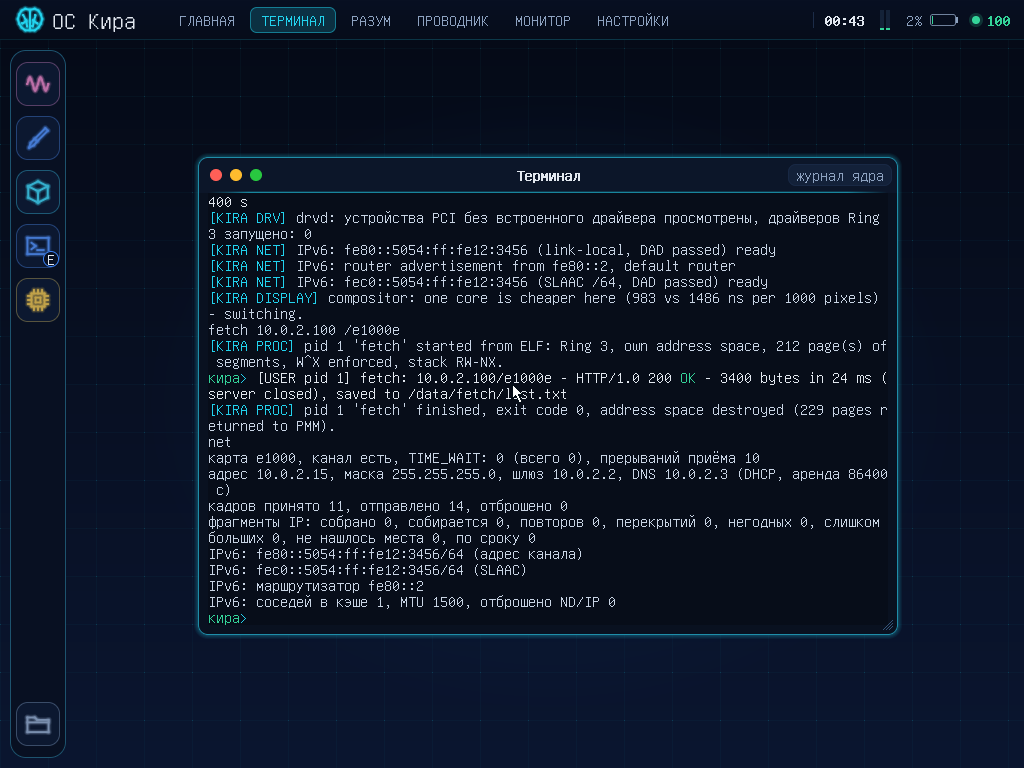 ОС Кира
ГЛАВНАЯ ТЕРМИНАЛ РАЗУМ ПРОВОДНИК МОНИТОР НАСТРОЙКИ
00:43 2% 100
E
Терминал
журнал ядра
400 s
[KIRA DRV] drvd: устройства PCI без встроенного драйвера просмотрены, драйверов Ring
3 запущено: 0
[KIRA NET] IPv6: fe80::5054:ff:fe12:3456 (link-local, DAD passed) ready
[KIRA NET] IPv6: router advertisement from fe80::2, default router
[KIRA NET] IPv6: fec0::5054:ff:fe12:3456 (SLAAC /64, DAD passed) ready
[KIRA DISPLAY] compositor: one core is cheaper here (983 vs 1486 ns per 1000 pixels)
- switching.
fetch 10.0.2.100 /e1000e
[KIRA PROC] pid 1 'fetch' started from ELF: Ring 3, own address space, 212 page(s) of
segments, W^X enforced, stack RW-NX.
кира> [USER pid 1] fetch: 10.0.2.100/e1000e - HTTP/1.0 200 OK - 3400 bytes in 24 ms (
server closed), saved to /data/fetch/last.txt
[KIRA PROC] pid 1 'fetch' finished, exit code 0, address space destroyed (229 pages r
eturned to PMM).
net
карта e1000, канал есть, TIME_WAIT: 0 (всего 0), прерываний приёма 10
адрес 10.0.2.15, маска 255.255.255.0, шлюз 10.0.2.2, DNS 10.0.2.3 (DHCP, аренда 86400
с)
кадров принято 11, отправлено 14, отброшено 0
фрагменты IP: собрано 0, собирается 0, повторов 0, перекрытий 0, негодных 0, слишком
больших 0, не нашлось места 0, по сроку 0
IPv6: fe80::5054:ff:fe12:3456/64 (адрес канала)
IPv6: fec0::5054:ff:fe12:3456/64 (SLAAC)
IPv6: маршрутизатор fe80::2
IPv6: соседей в кэше 1, MTU 1500, отброшено ND/IP 0
кира>